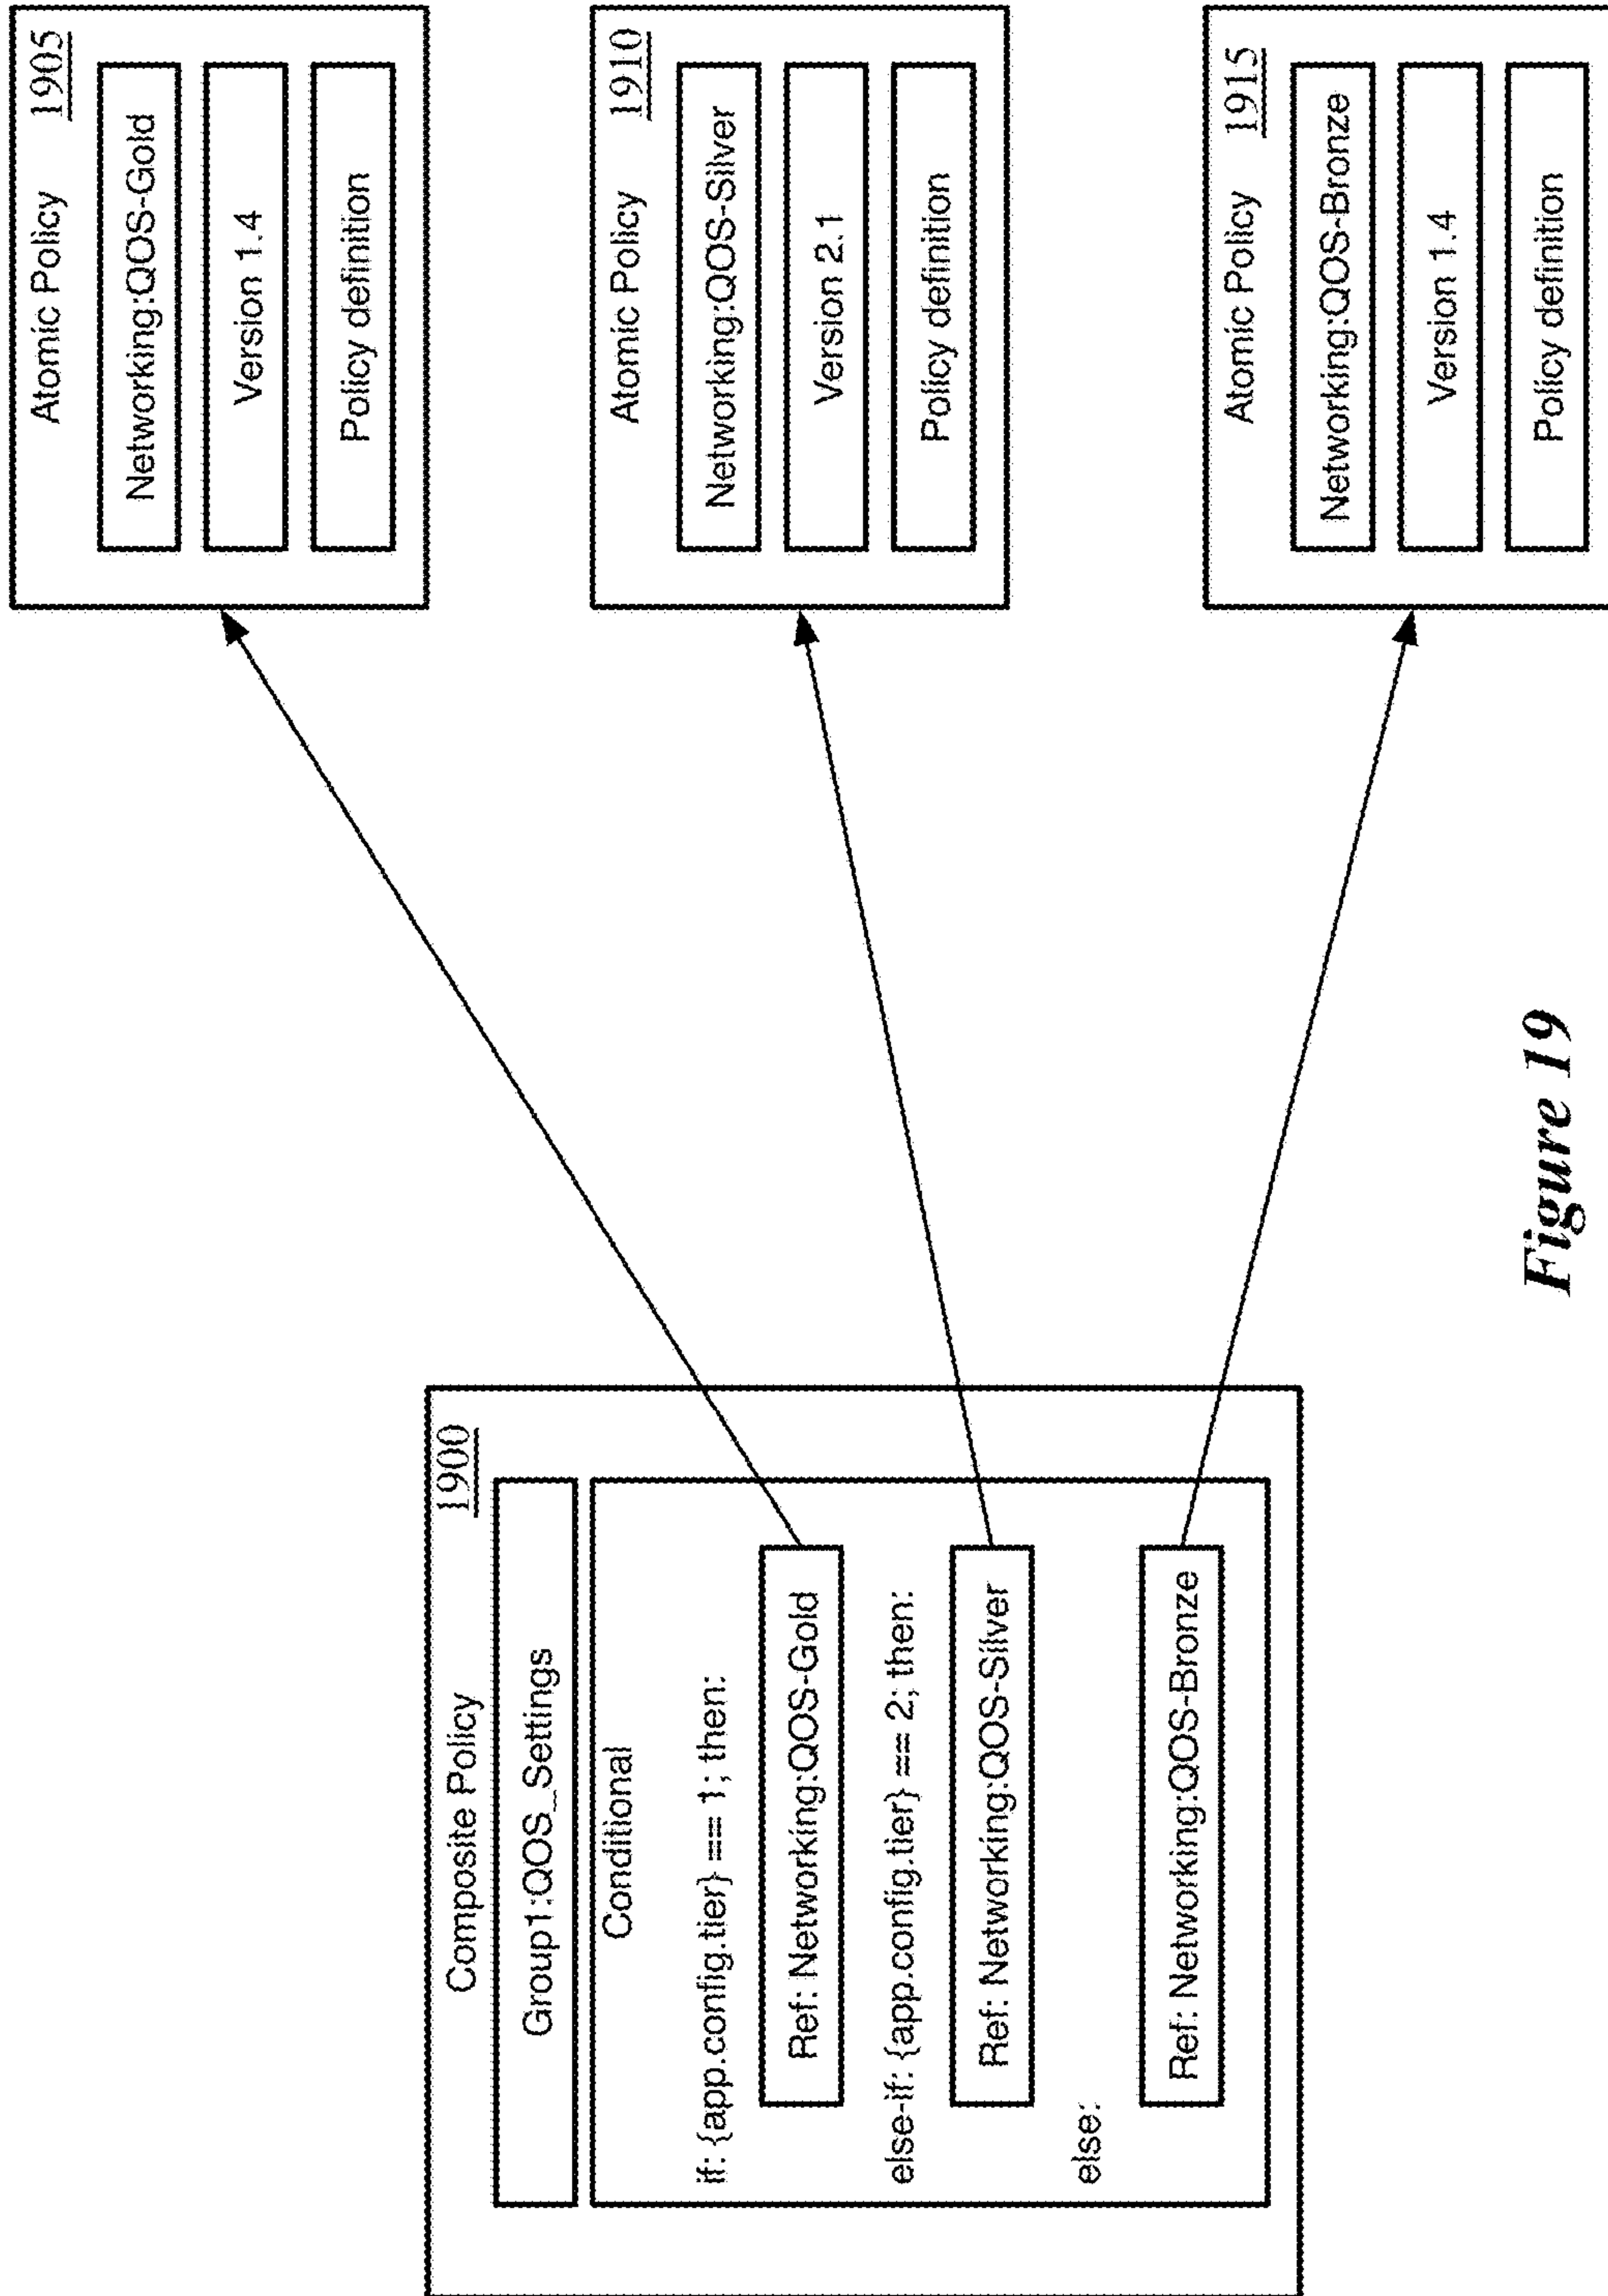 Composite Policy 1900
Group1:QOS_Settings
Conditional
if: {app.config.tier} == 1; then:
Ref: Networking:QOS-Gold
else-if: {app.config.tier} == 2; then:
Ref: Networking:QOS-Silver
else:
Ref: Networking:QOS-Bronze
Atomic Policy 1905
Networking:QOS-Gold
Version 1.4
Policy definition
Atomic Policy 1910
Networking:QOS-Silver
Version 2.1
Policy definition
Atomic Policy 1915
Networking:QOS-Bronze
Version 1.4
Policy definition
Figure 19